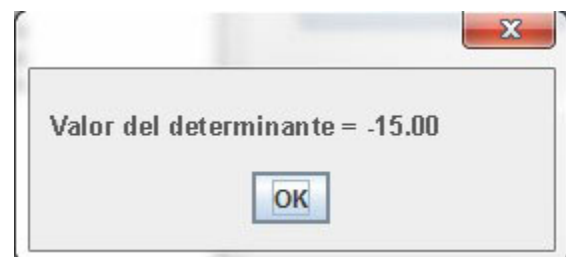 Valor del determinante = -15.00
OK